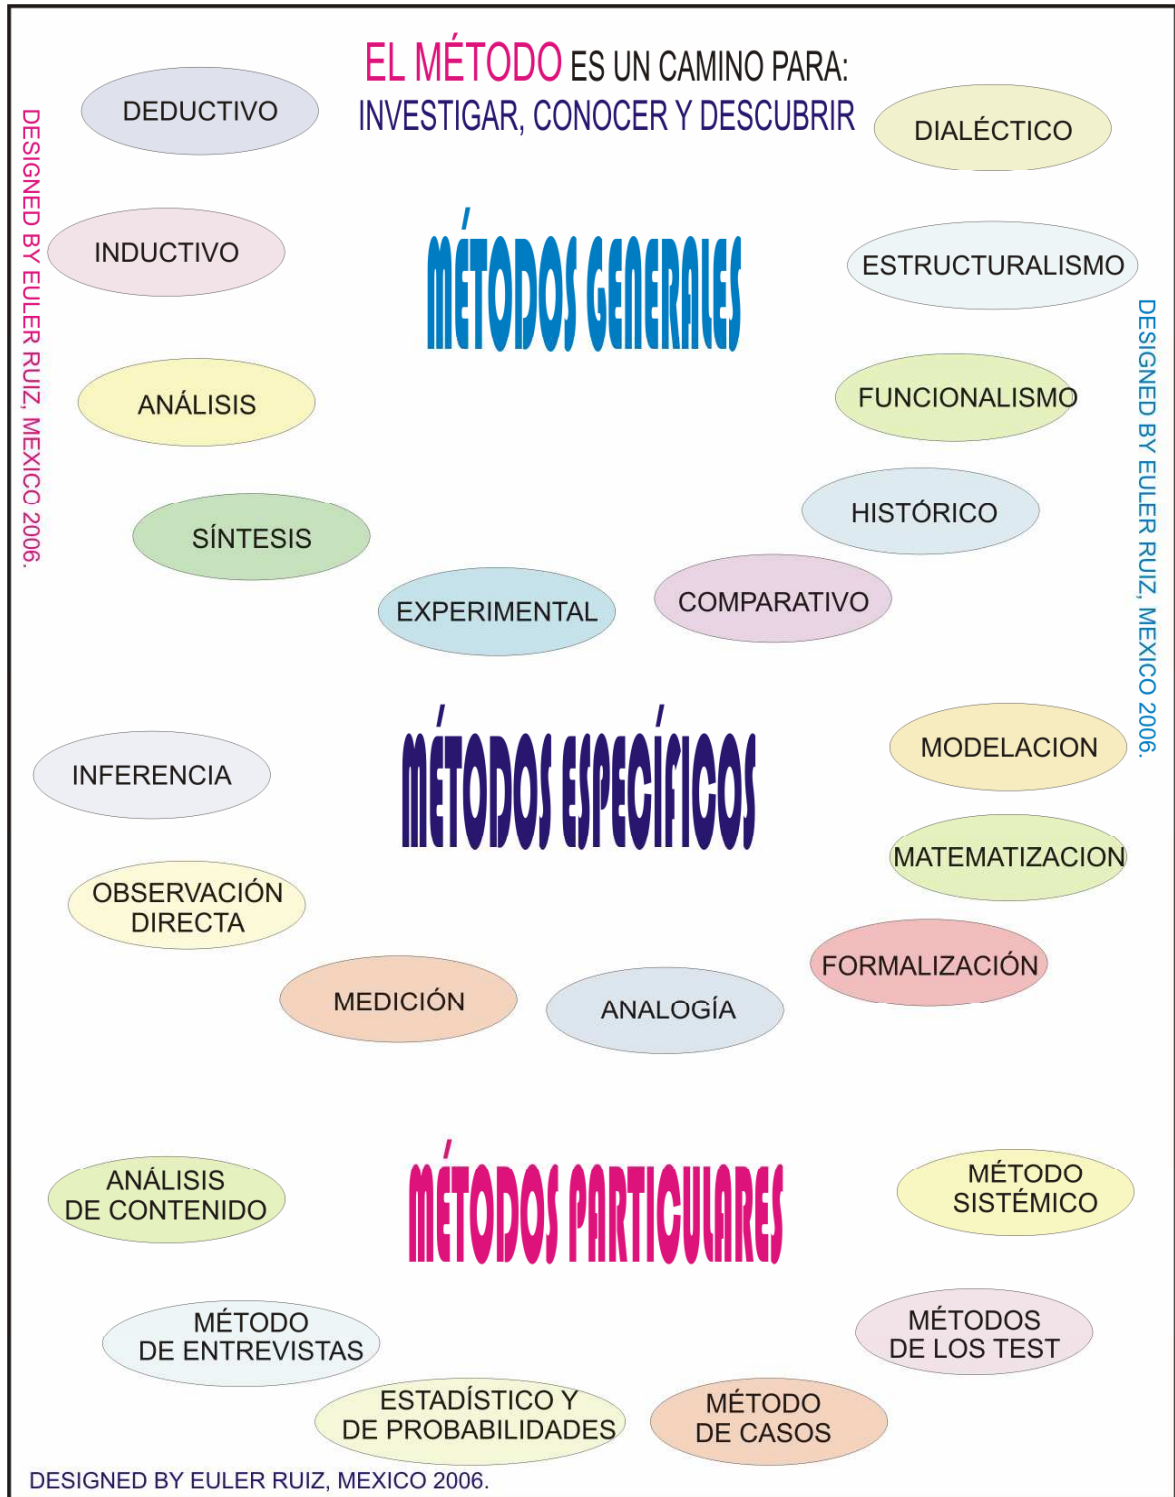 EL MÉTODO ES UN CAMINO PARA:
INVESTIGAR, CONOCER Y DESCUBRIR
DESIGNED BY EULER RUIZ, MEXICO 2006.
DESIGNED BY EULER RUIZ, MEXICO 2006.
MÉTODOS GENERALES
DEDUCTIVO
INDUCTIVO
ANÁLISIS
SÍNTESIS
EXPERIMENTAL
COMPARATIVO
HISTÓRICO
FUNCIONALISMO
ESTRUCTURALISMO
DIALÉCTICO
MÉTODOS ESPECÍFICOS
INFERENCIA
OBSERVACIÓN
DIRECTA
MEDICIÓN
ANALOGÍA
FORMALIZACIÓN
MATEMATIZACION
MODELACION
MÉTODOS PARTICULARES
ANÁLISIS
DE CONTENIDO
MÉTODO
DE ENTREVISTAS
ESTADÍSTICO Y
DE PROBABILIDADES
MÉTODO
DE CASOS
MÉTODOS
DE LOS TEST
MÉTODO
SISTÉMICO
DESIGNED BY EULER RUIZ, MEXICO 2006.